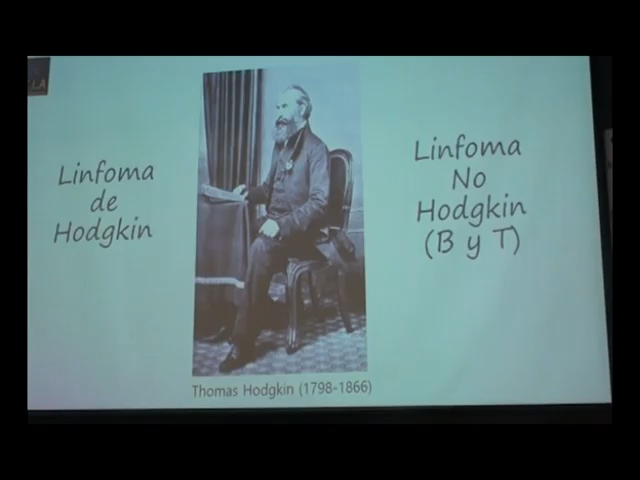 Linfoma
de
Hodgkin
Linfoma
No
Hodgkin
(B y T)
Thomas Hodgkin (1798-1866)